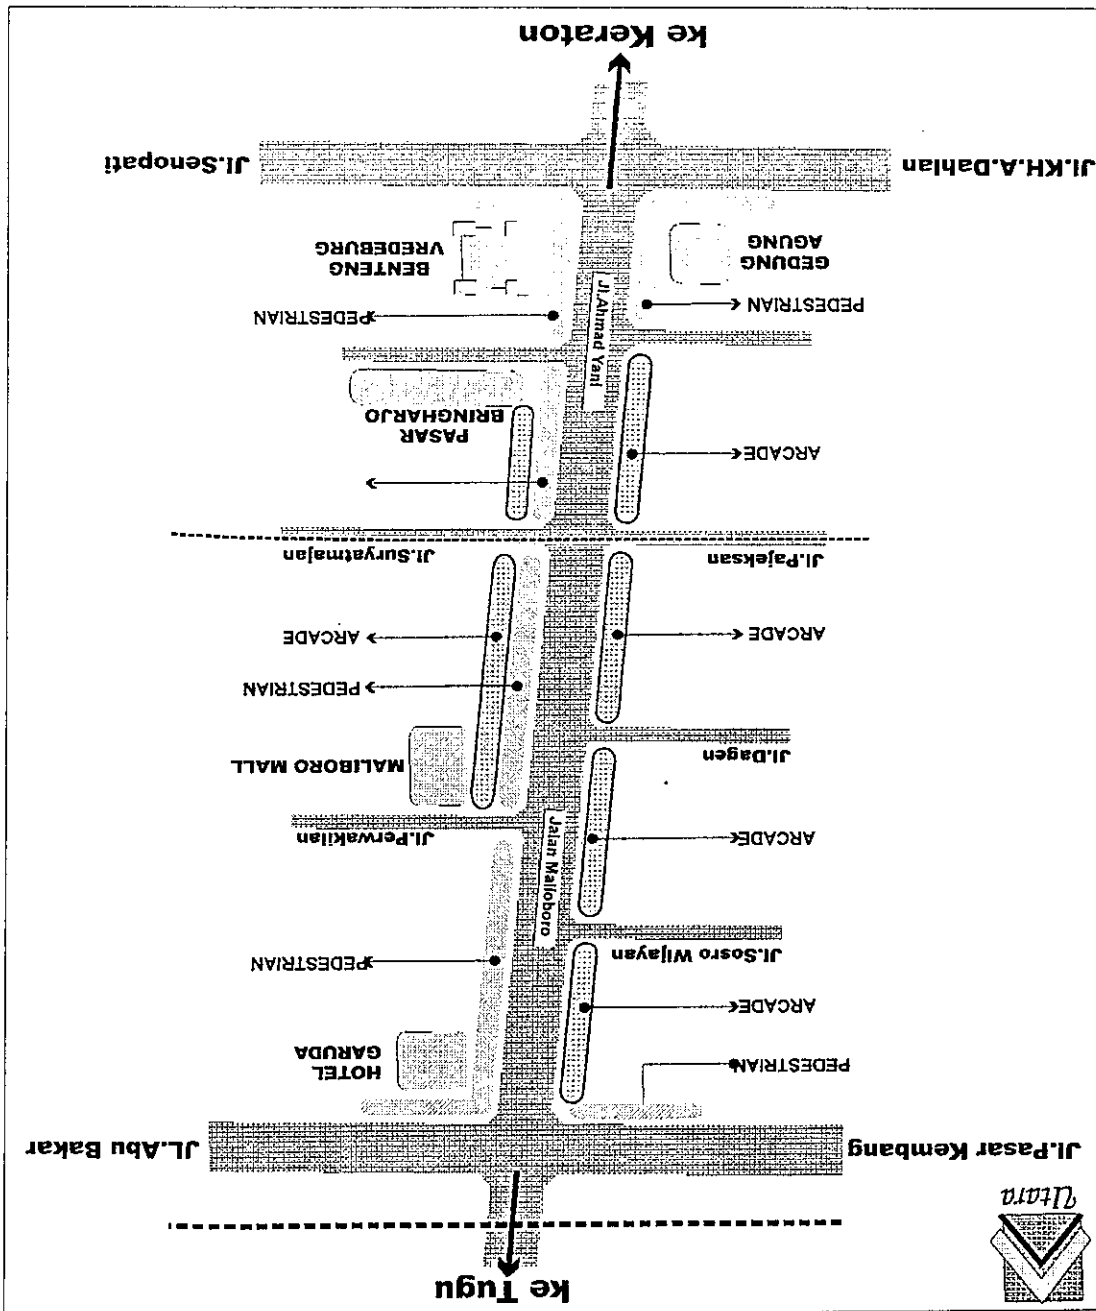 ke Tugu
Utara
Jl.Pasar Kembang
JL.Abu Bakar
PEDESTRIAN
HOTEL
GARUDA
ARCADE
Jl.Sosro Wijayan
PEDESTRIAN
Jalan Malioboro
ARCADE
Jl.Perwakilan
Jl.Dagen
MALIBORO MALL
PEDESTRIAN
ARCADE
ARCADE
Jl.Pajeksan
Jl.Suryatmajan
ARCADE
PASAR
BRINGHARJO
Jl.Ahmad Yani
PEDESTRIAN
PEDESTRIAN
GEDUNG
AGUNG
BENTENG
VREDEBURG
Jl.KH.A.Dahlan
Jl.Senopati
ke Keraton